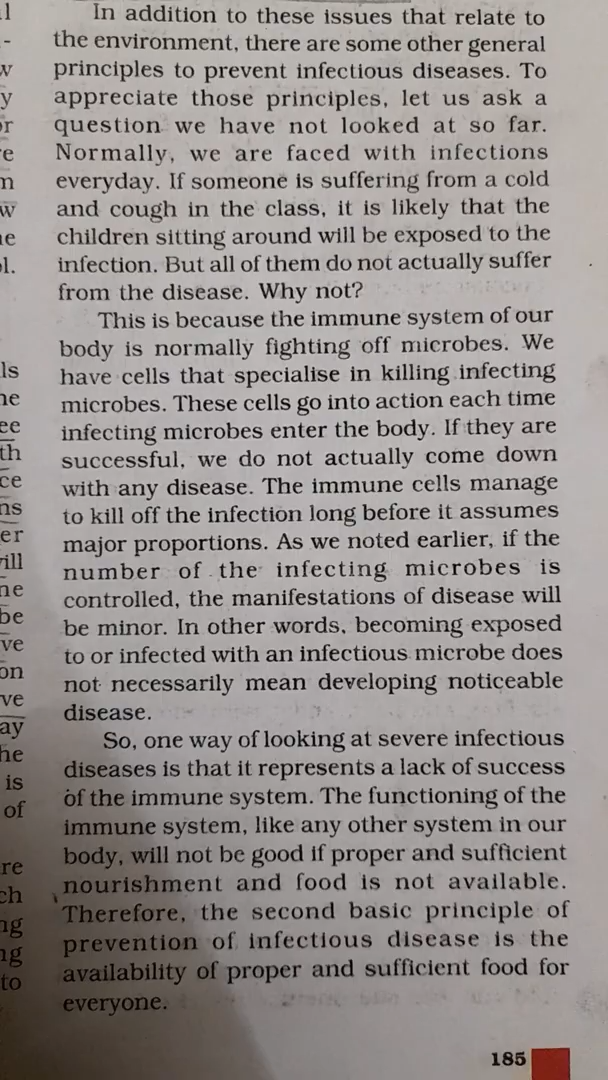 In addition to these issues that relate to
the environment, there are some other general
principles to prevent infectious diseases. To
appreciate those principles, let us ask a
question we have not looked at so far.
Normally, we are faced with infections
everyday. If someone is suffering from a cold
and cough in the class, it is likely that the
children sitting around will be exposed to the
infection. But all of them do not actually suffer
from the disease. Why not?
This is because the immune system of our
body is normally fighting off microbes. We
have cells that specialise in killing infecting
microbes. These cells go into action each time
infecting microbes enter the body. If they are
successful, we do not actually come down
with any disease. The immune cells manage
to kill off the infection long before it assumes
major proportions. As we noted earlier, if the
number of the infecting microbes is
controlled, the manifestations of disease will
be minor. In other words, becoming exposed
to or infected with an infectious microbe does
not necessarily mean developing noticeable
disease.
So, one way of looking at severe infectious
diseases is that it represents a lack of success
of the immune system. The functioning of the
immune system, like any other system in our
body, will not be good if proper and sufficient
nourishment and food is not available.
Therefore, the second basic principle of
prevention of infectious disease is the
availability of proper and sufficient food for
everyone.
185